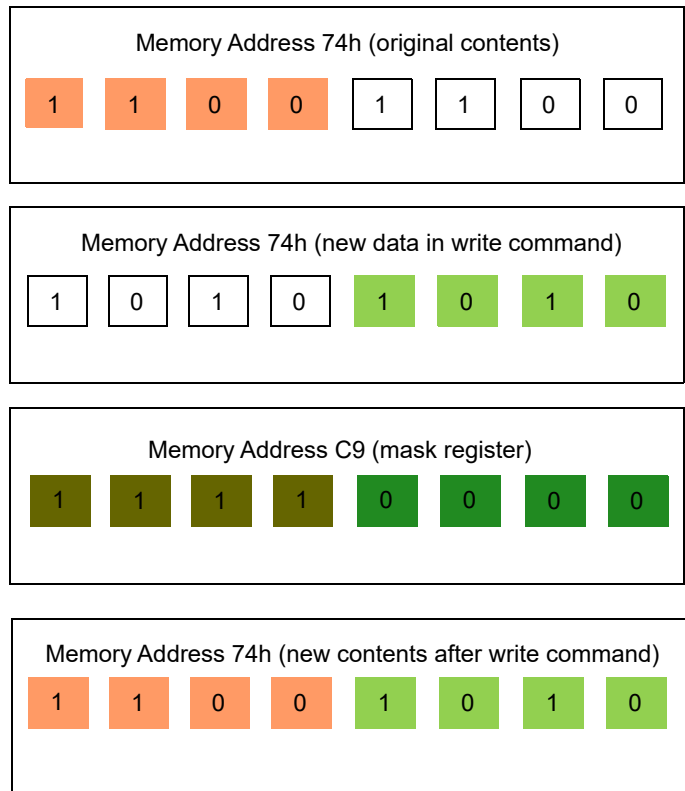 Memory Address 74h (original contents)
1 1 0 0 1 1 0 0
Memory Address 74h (new data in write command)
1 0 1 0 1 0 1 0
Memory Address C9 (mask register)
1 1 1 1 0 0 0 0
Memory Address 74h (new contents after write command)
1 1 0 0 1 0 1 0